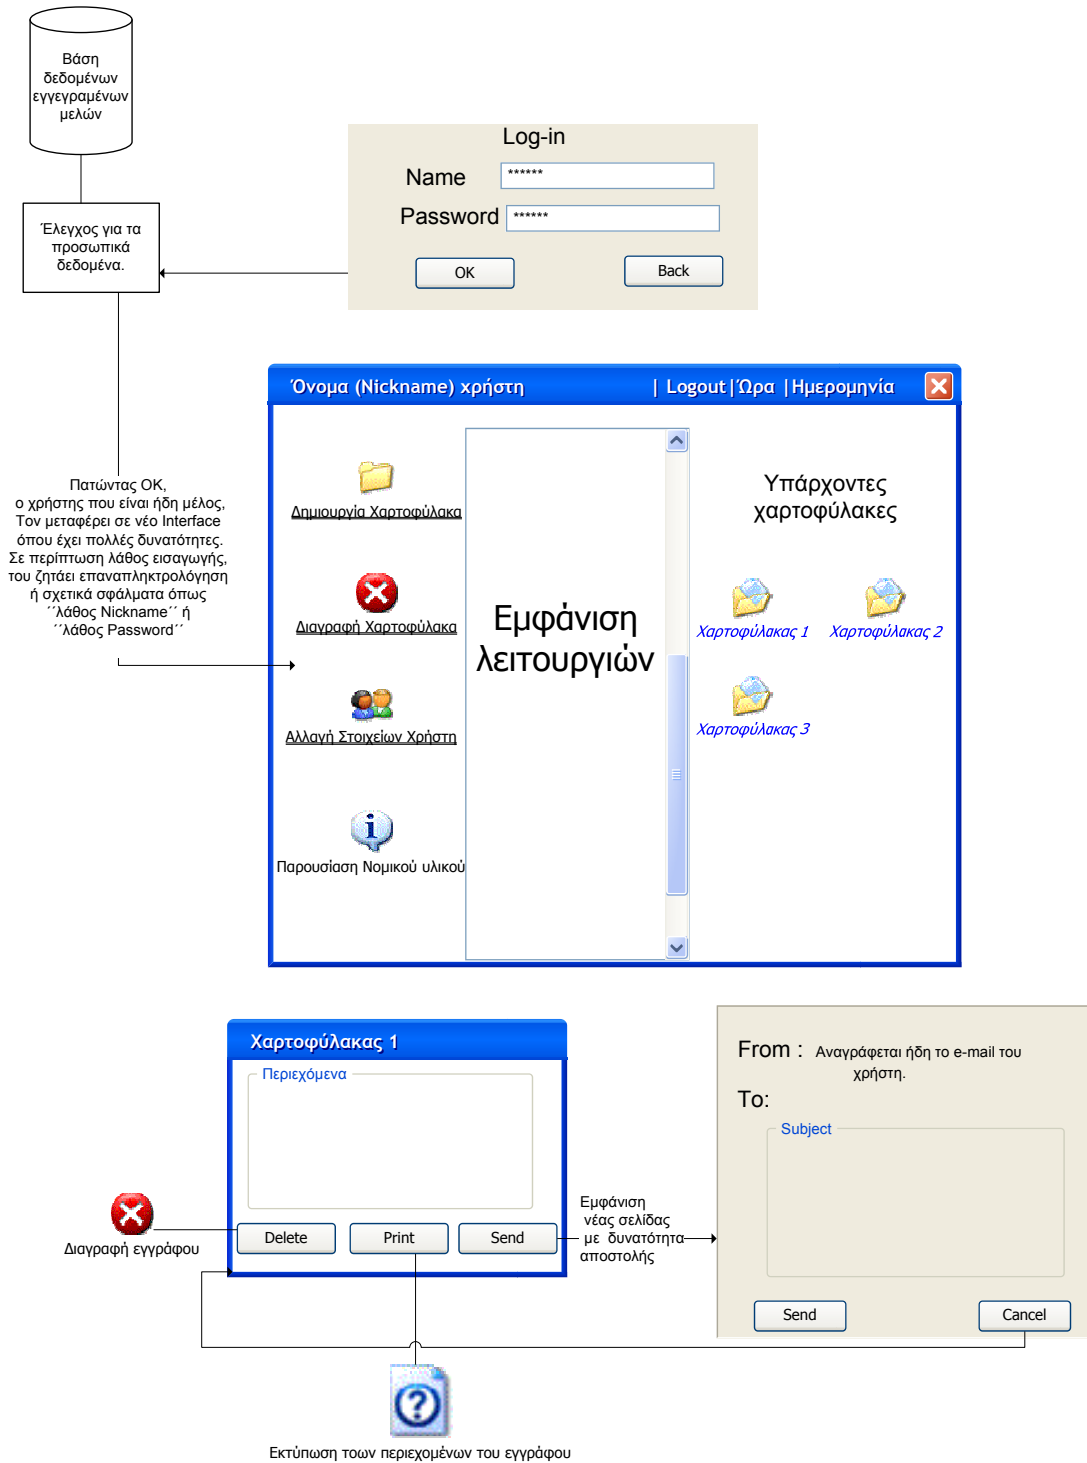 Βάση
δεδομένων
εγγεγραμένων
μελών
Log-in
Name ******
Password ******
OK
Back
Έλεγχος για τα
προσωπικά
δεδομένα.
Όνομα (Nickname) χρήστη | Logout|Ώρα |Ημερομηνία
Πατώντας OK,
ο χρήστης που είναι ήδη μέλος,
Τον μεταφέρει σε νέο Interface
όπου έχει πολλές δυνατότητες.
Σε περίπτωση λάθος εισαγωγής,
του ζητάει επαναπληκτρολόγηση
ή σχετικά σφάλματα όπως
΄΄λάθος Nickname΄΄ ή
΄΄λάθος Password΄΄
Δημιουργία Χαρτοφύλακα
Διαγραφή Χαρτοφύλακα
Αλλαγή Στοιχείων Χρήστη
Παρουσίαση Νομικού υλικού
Εμφάνιση
λειτουργιών
Υπάρχοντες
χαρτοφύλακες
Χαρτοφύλακας 1
Χαρτοφύλακας 2
Χαρτοφύλακας 3
Χαρτοφύλακας 1
Περιεχόμενα
Delete
Print
Send
Διαγραφή εγγράφου
Εμφάνιση
νέας σελίδας
με δυνατότητα
αποστολής
From : Αναγράφεται ήδη το e-mail του
χρήστη.
To:
Subject
Send
Cancel
Εκτύπωση τοων περιεχομένων του εγγράφου